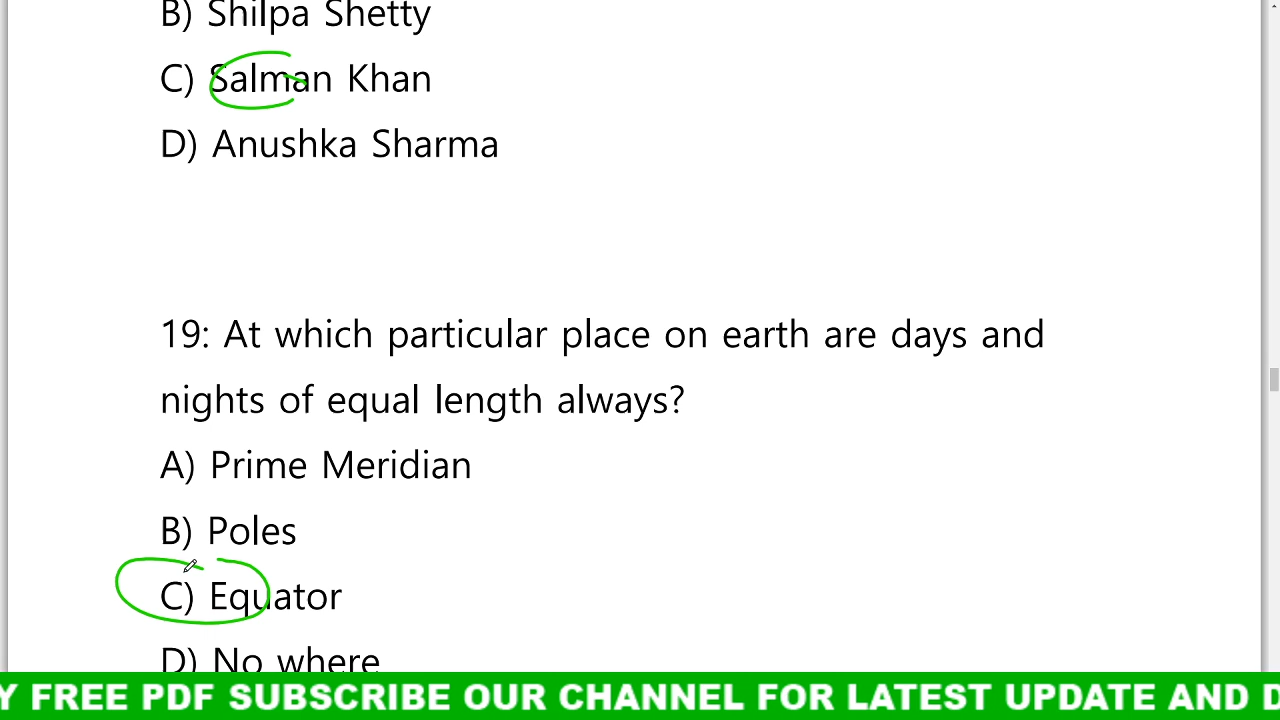 B) Shilpa Shetty
C) Salman Khan
D) Anushka Sharma
19: At which particular place on earth are days and
nights of equal length always?
A) Prime Meridian
B) Poles
C) Equator
D) No where
Y FREE PDF SUBSCRIBE OUR CHANNEL FOR LATEST UPDATE AND D